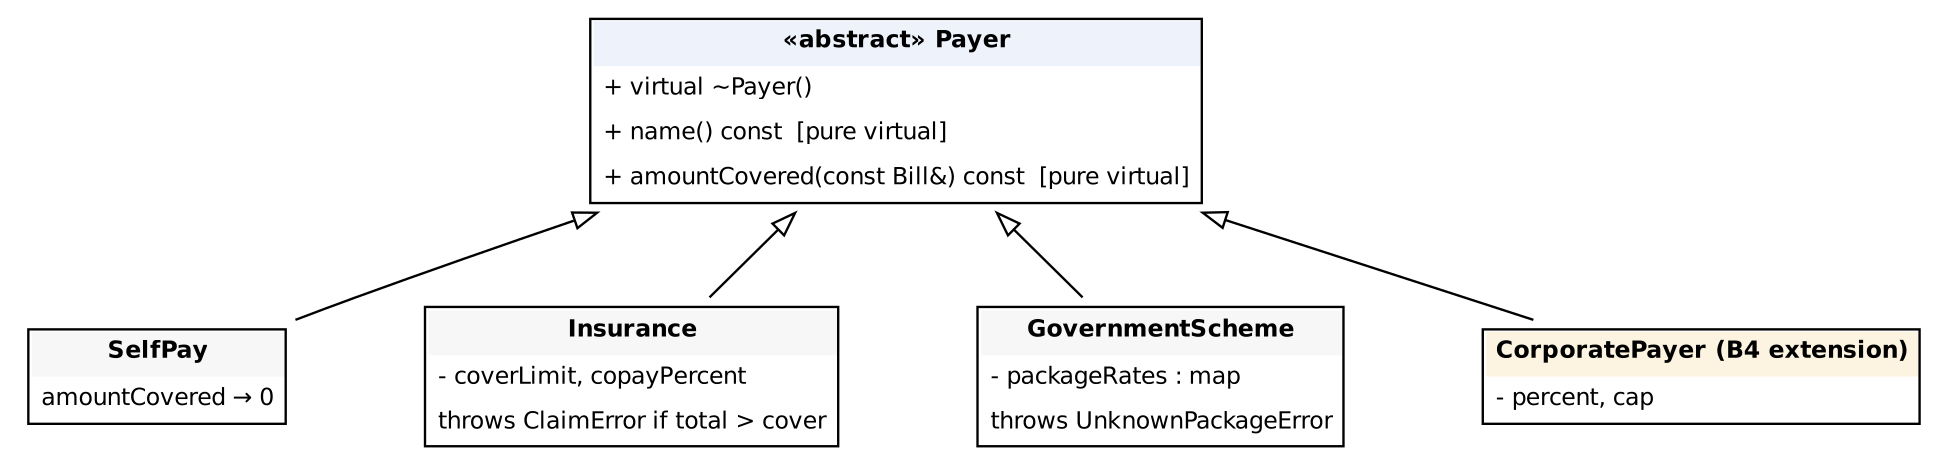 «abstract» Payer
+ virtual ~Payer()
+ name() const  [pure virtual]
+ amountCovered(const Bill&) const  [pure virtual]
SelfPay
amountCovered → 0
Insurance
- coverLimit, copayPercent
throws ClaimError if total > cover
GovernmentScheme
- packageRates : map
throws UnknownPackageError
CorporatePayer (B4 extension)
- percent, cap